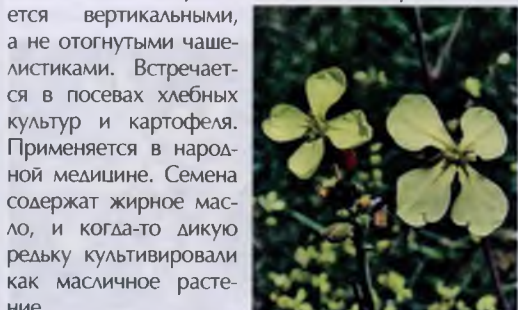 ется вертикальными,
а не отогнутыми чаше-
листиками. Встречает-
ся в посевах хлебных
культур и картофеля.
Применяется в народ-
ной медицине. Семена
содержат жирное мас-
ло, и когда-то дикую
редьку культивировали
как масличное расте-
ние.